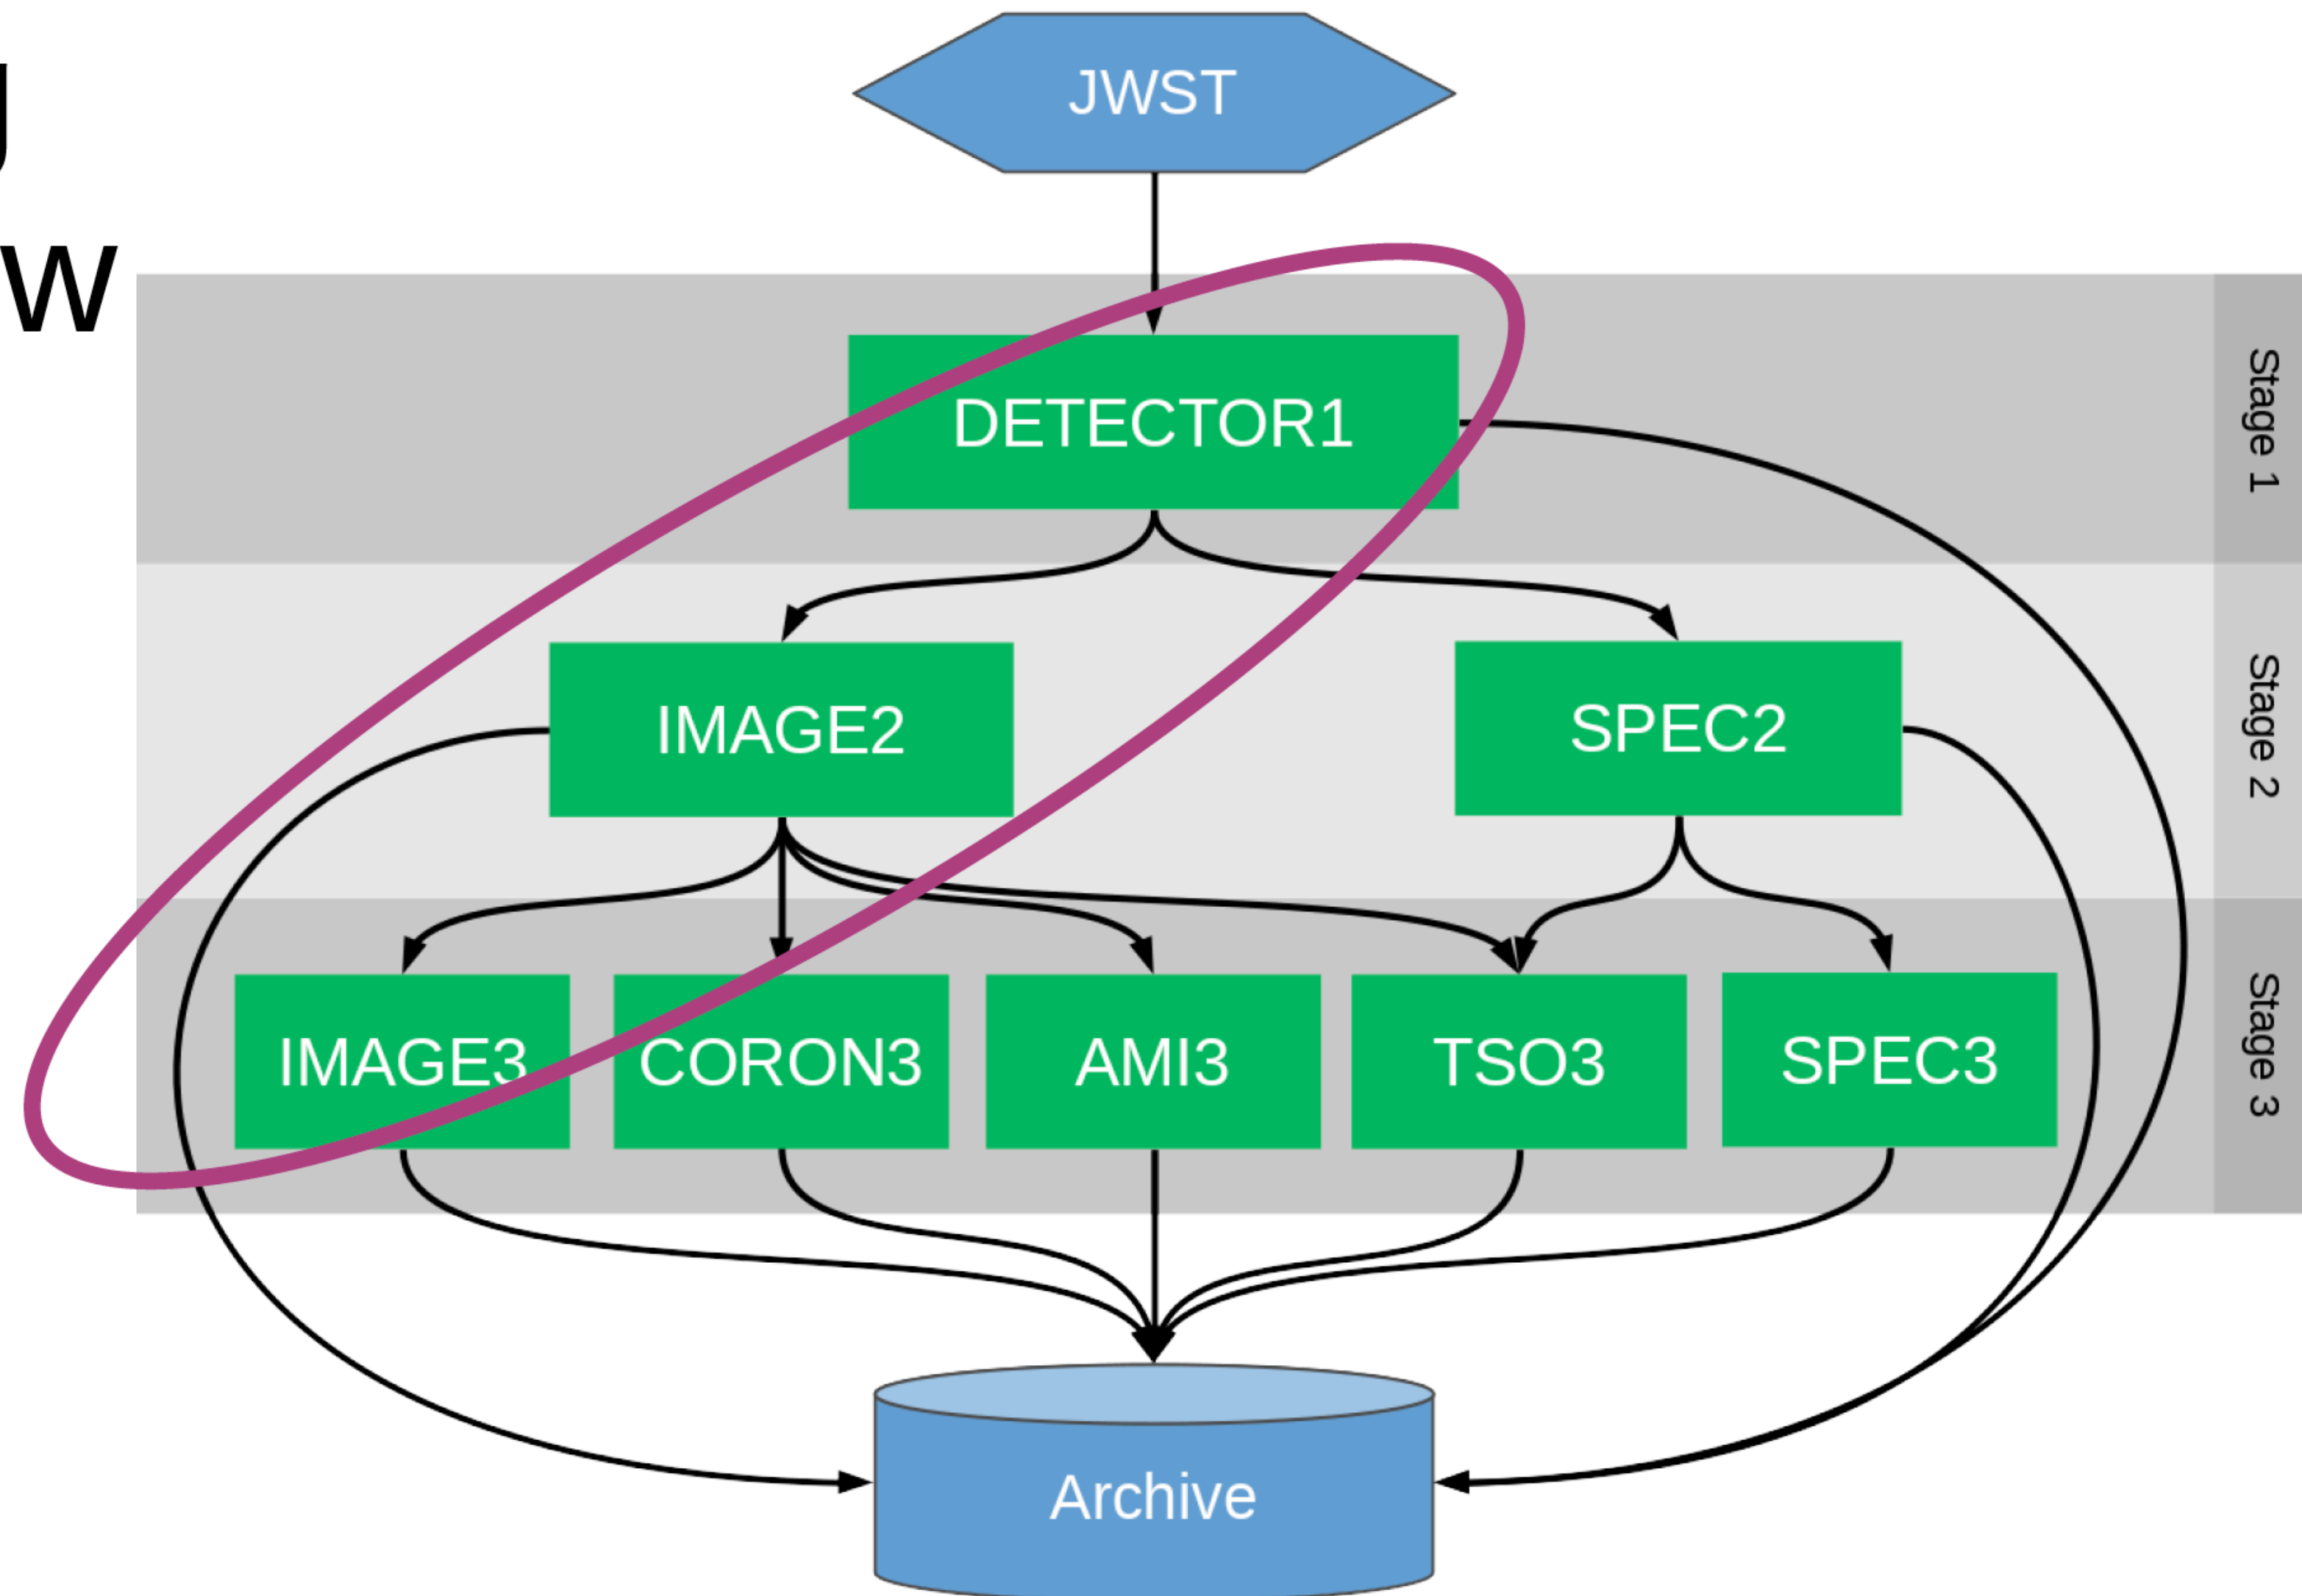 JWST
w
DETECTOR1
Stage 1
IMAGE2
SPEC2
Stage 2
IMAGE3
CORON3
AMI3
TSO3
SPEC3
Stage 3
Archive